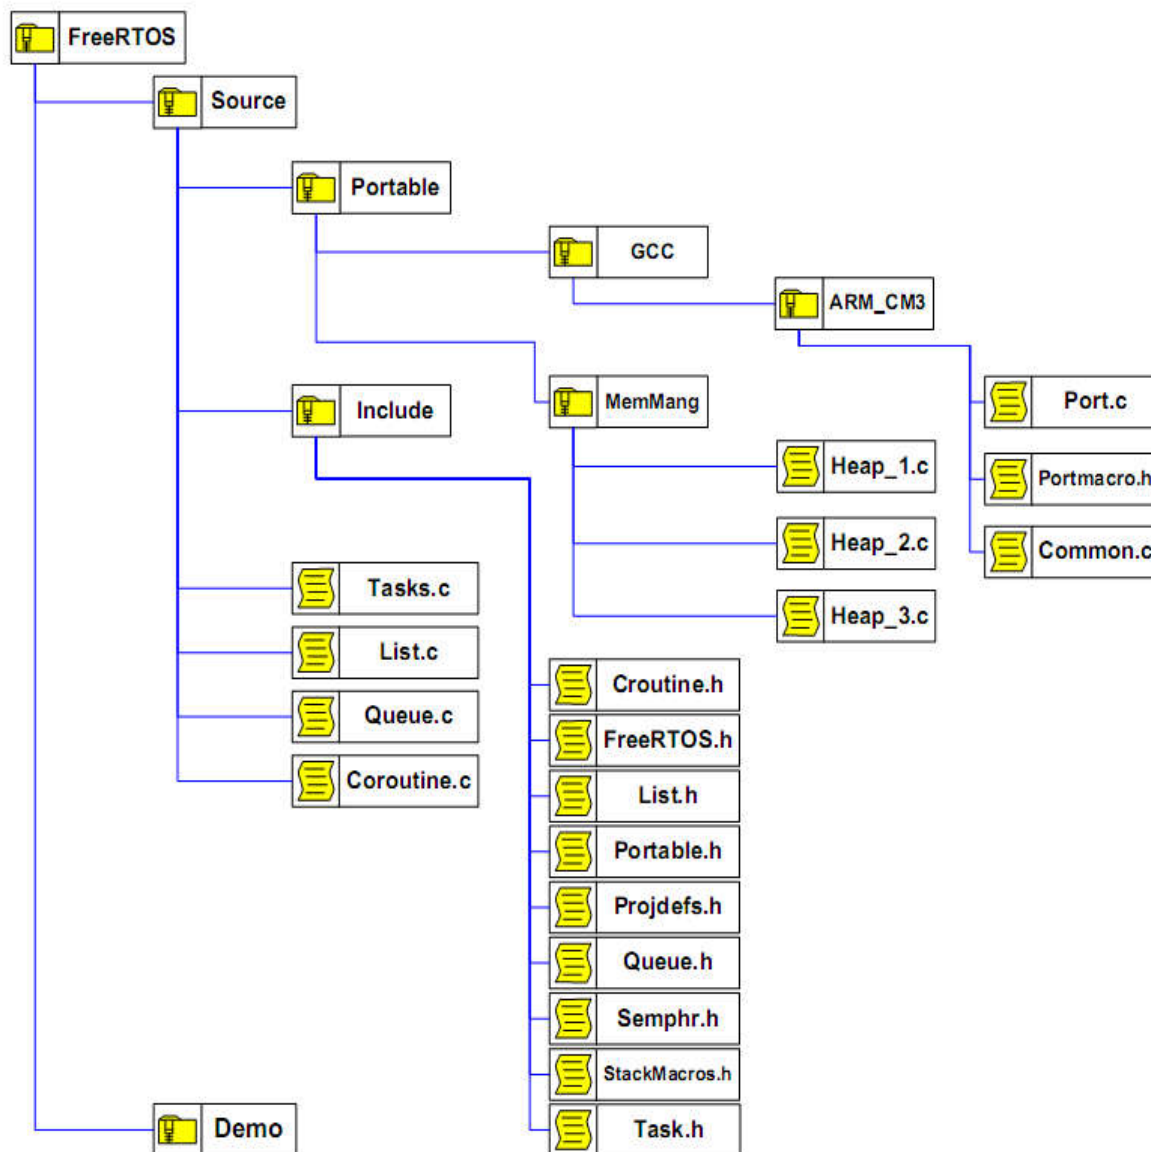 FreeRTOS
Source
Portable
GCC
ARM_CM3
Port.c
Portmacro.h
Common.c
MemMang
Heap_1.c
Heap_2.c
Heap_3.c
Include
Croutine.h
FreeRTOS.h
List.h
Portable.h
Projdefs.h
Queue.h
Semphr.h
StackMacros.h
Task.h
Tasks.c
List.c
Queue.c
Coroutine.c
Demo